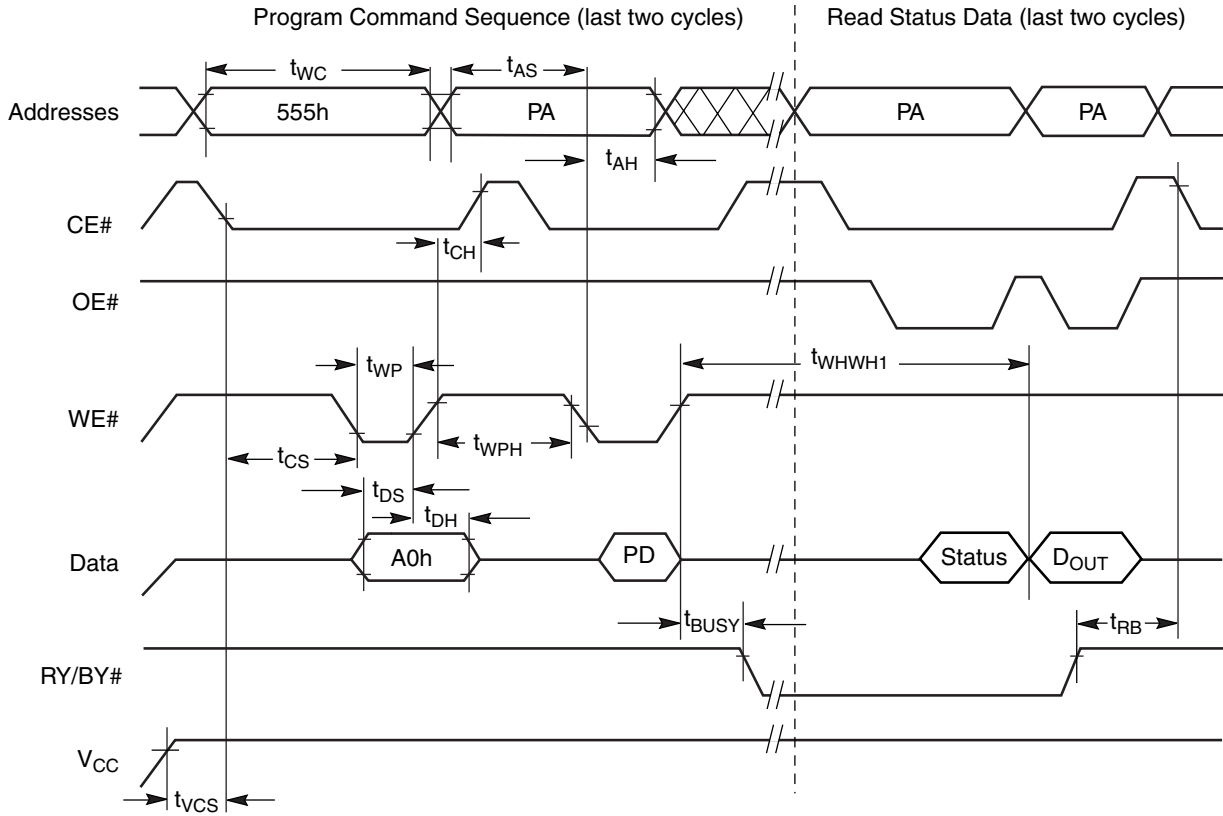 Program Command Sequence (last two cycles)
Read Status Data (last two cycles)
tWC
tAS
Addresses
555h
PA
PA
PA
tAH
CE#
tCH
OE#
tWP
tWHWH1
WE#
tCS
tWPH
tDS
tDH
Data
A0h
PD
Status
DOUT
tBUSY
tRB
RY/BY#
VCC
tVCS